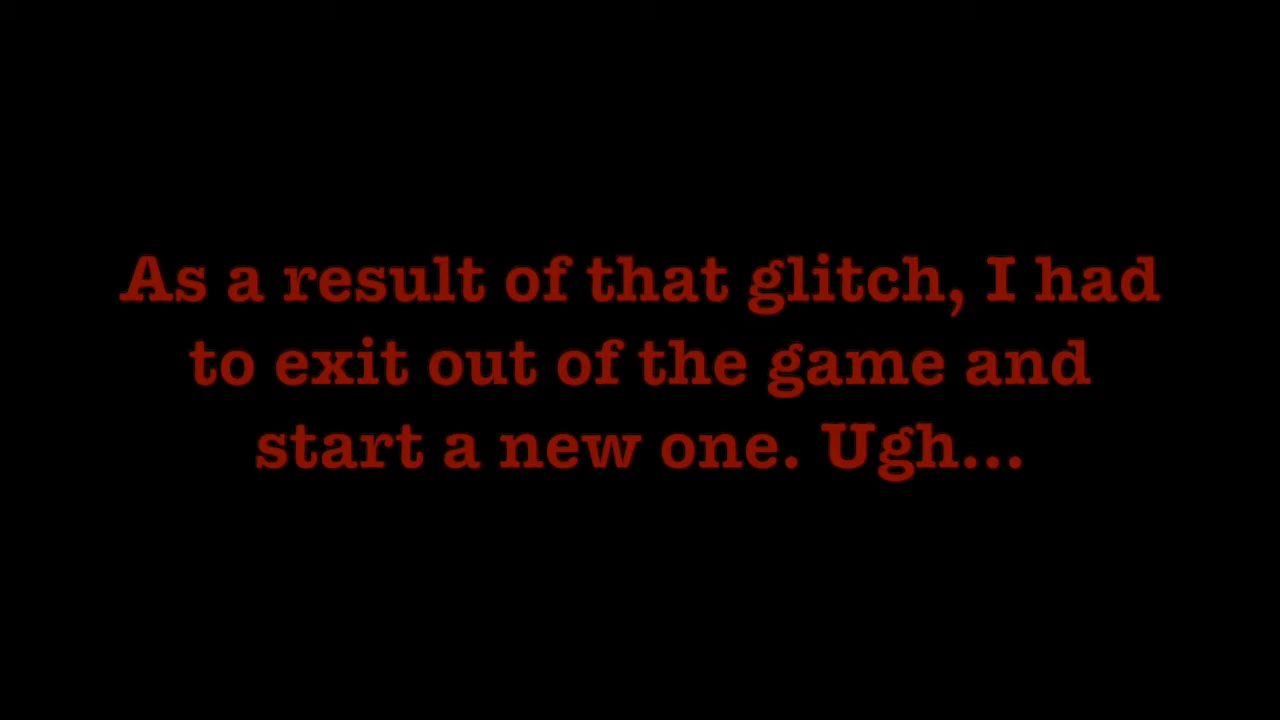 As a result of that glitch, I had
to exit out of the game and
start a new one. Ugh...